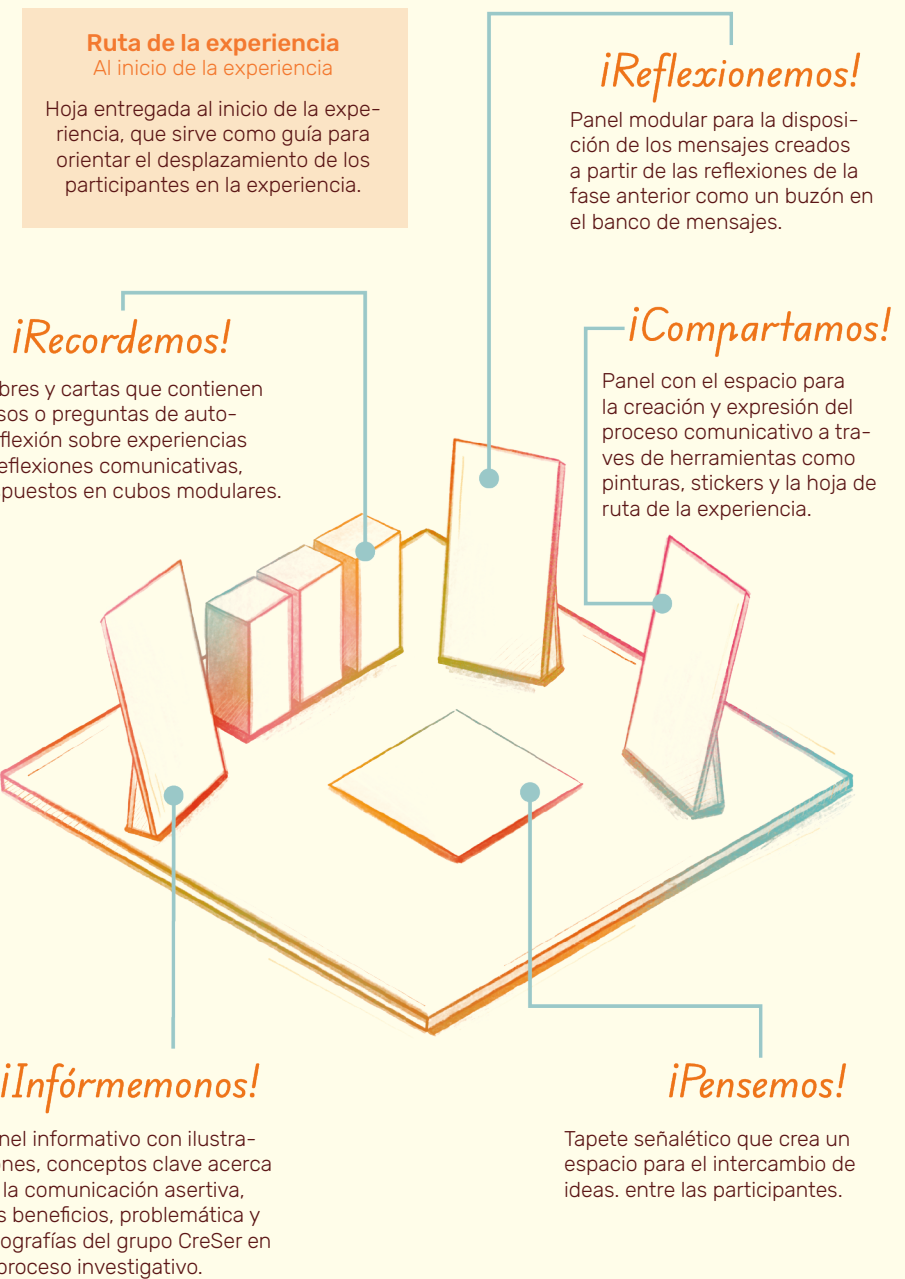 Ruta de la experiencia
Al inicio de la experiencia
Hoja entregada al inicio de la expe-
riencia, que sirve como guía para
orientar el desplazamiento de los
participantes en la experiencia.
¡Reflexionemos!
Panel modular para la disposi-
ción de los mensajes creados
a partir de las reflexiones de la
fase anterior como un buzón en
el banco de mensajes.
¡Recordemos!
bres y cartas que contienen
sos o preguntas de auto-
flexión sobre experiencias
eflexiones comunicativas,
puestos en cubos modulares.
¡Compartamos!
Panel con el espacio para
la creación y expresión del
proceso comunicativo a tra-
ves de herramientas como
pinturas, stickers y la hoja de
ruta de la experiencia.
¡Infórmemonos!
nel informativo con ilustra-
ones, conceptos clave acerca
la comunicación asertiva,
s beneficios, problemática y
ografías del grupo CreSer en
proceso investigativo.
¡Pensemos!
Tapete señalético que crea un
espacio para el intercambio de
ideas. entre las participantes.